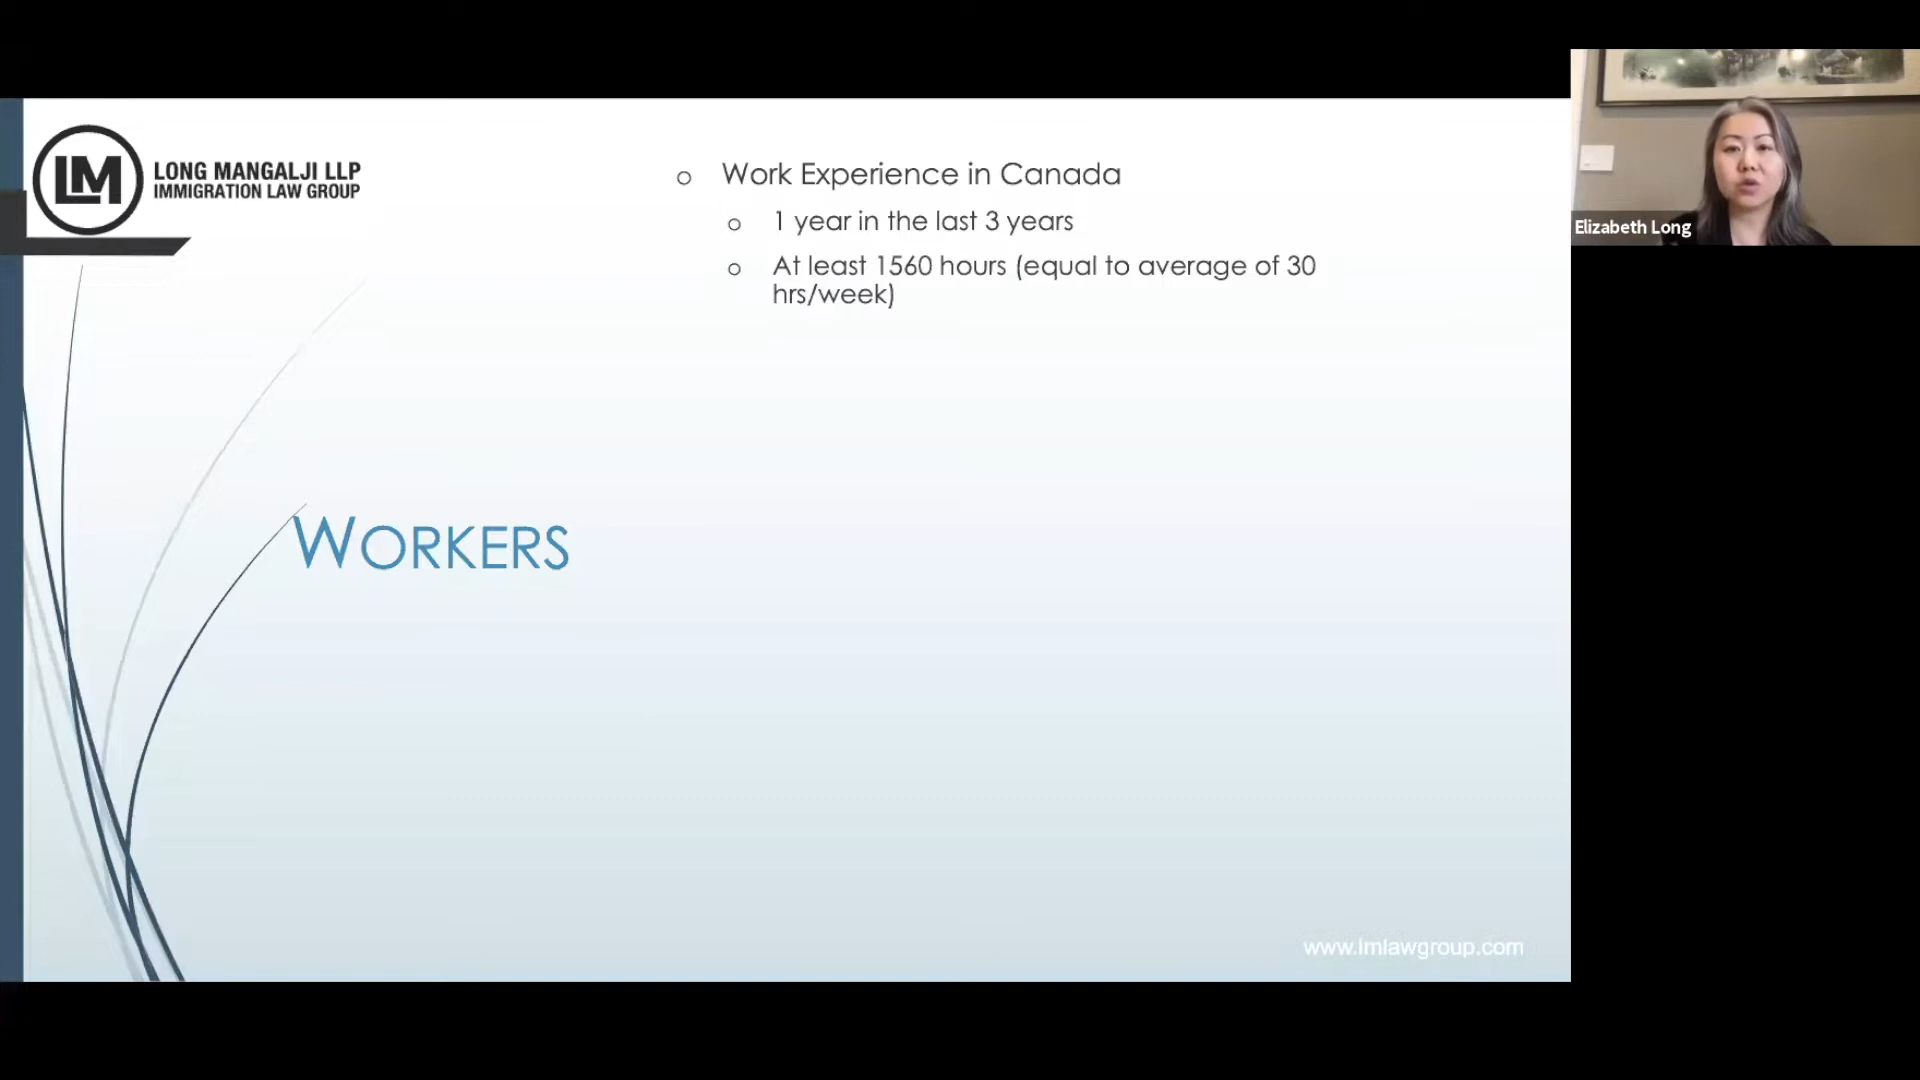 LM
LONG MANGALJI LLP
IMMIGRATION LAW GROUP
o Work Experience in Canada
o 1 year in the last 3 years
o At least 1560 hours (equal to average of 30
hrs/week)
WORKERS
www.lmlawgroup.com
Elizabeth Long